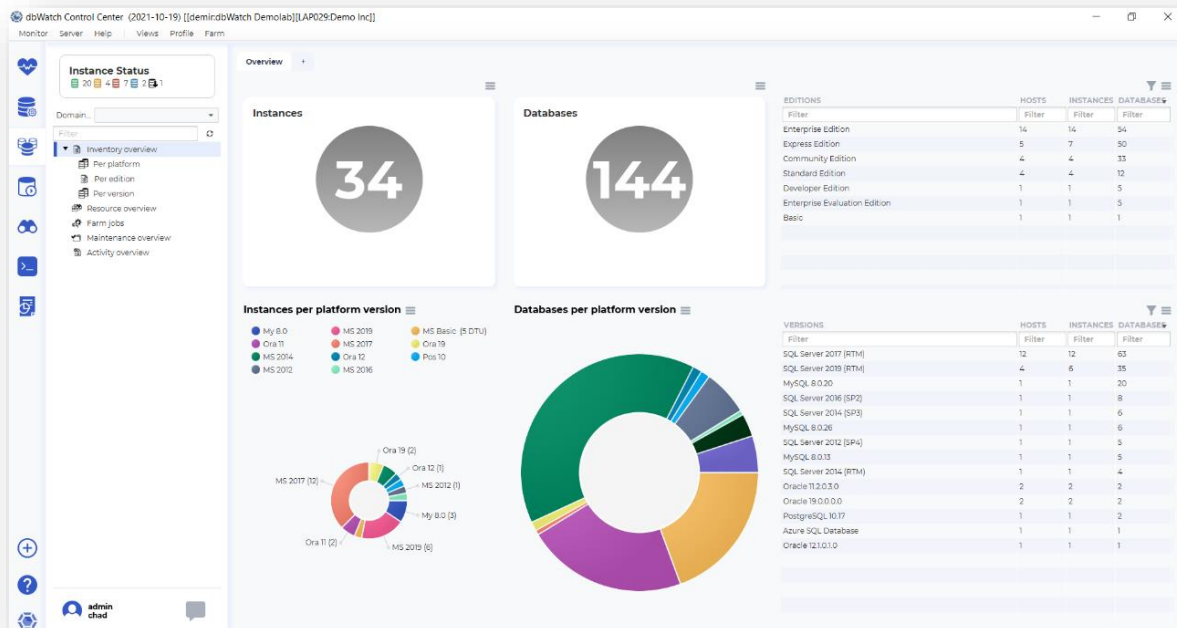 dbWatch Control Center (2021-10-19) [[demir:dbWatch Demolab][LAP029:Demo Inc]]
Monitor Server Help Views Profile Farm
Instance Status
20 4 7 2 1
Domain...
Filter
Inventory overview
Per platform
Per edition
Per version
Resource overview
Farm jobs
Maintenance overview
Activity overview
admin
chad
Overview +
Instances
34
Databases
144
EDITIONS HOSTS INSTANCES DATABASES
Filter Filter Filter Filter
Enterprise Edition 14 14 54
Express Edition 5 7 50
Community Edition 4 4 33
Standard Edition 4 4 12
Developer Edition 1 1 5
Enterprise Evaluation Edition 1 1 5
Basic 1 1 1
Instances per platform version
My 8.0 MS 2019 MS Basic (5 DTU)
Ora 11 MS 2017 Ora 19
MS 2014 Ora 12 Pos 10
MS 2012 MS 2016
Ora 19 (2)
Ora 12 (1)
MS 2017 (12)
MS 2012 (1)
My 8.0 (3)
Ora 11 (2)
MS 2019 (6)
Databases per platform version
VERSIONS HOSTS INSTANCES DATABASES
Filter Filter Filter Filter
SQL Server 2017 (RTM) 12 12 63
SQL Server 2019 (RTM) 4 6 35
MySQL 8.0.20 1 1 20
SQL Server 2016 (SP2) 1 1 8
SQL Server 2014 (SP3) 1 1 6
MySQL 8.0.26 1 1 6
SQL Server 2012 (SP4) 1 1 5
MySQL 8.0.13 1 1 5
SQL Server 2014 (RTM) 1 1 4
Oracle 11.2.0.3.0 2 2 2
Oracle 19.0.0.0.0 2 2 2
PostgreSQL 10.17 1 1 2
Azure SQL Database 1 1 1
Oracle 12.1.0.1.0 1 1 1